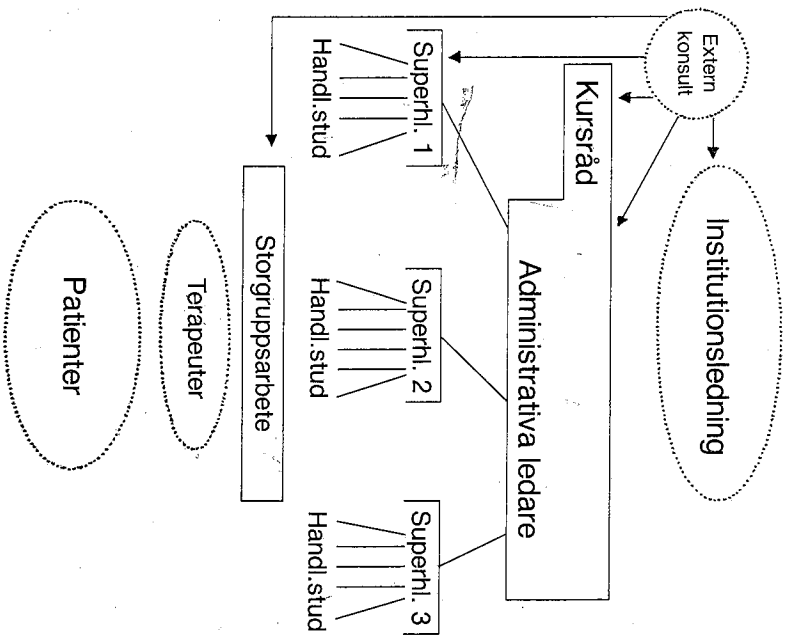 Extern
konsult
Institutionsledning
Kursråd
Administrativa ledare
Superhl. 1
Superhl. 2
Superhl. 3
Handl.stud
Handl.stud
Handl.stud
Storgruppsarbete
Terapeuter
Patienter